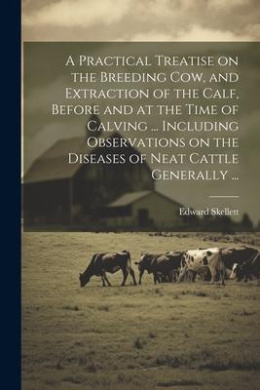 A Practical Treatise on
the Breeding Cow, and
Extraction of the Calf,
Before and at the Time of
Calving ... Including
Observations on the
Diseases of Neat Cattle
Generally ...
Edward Skellett